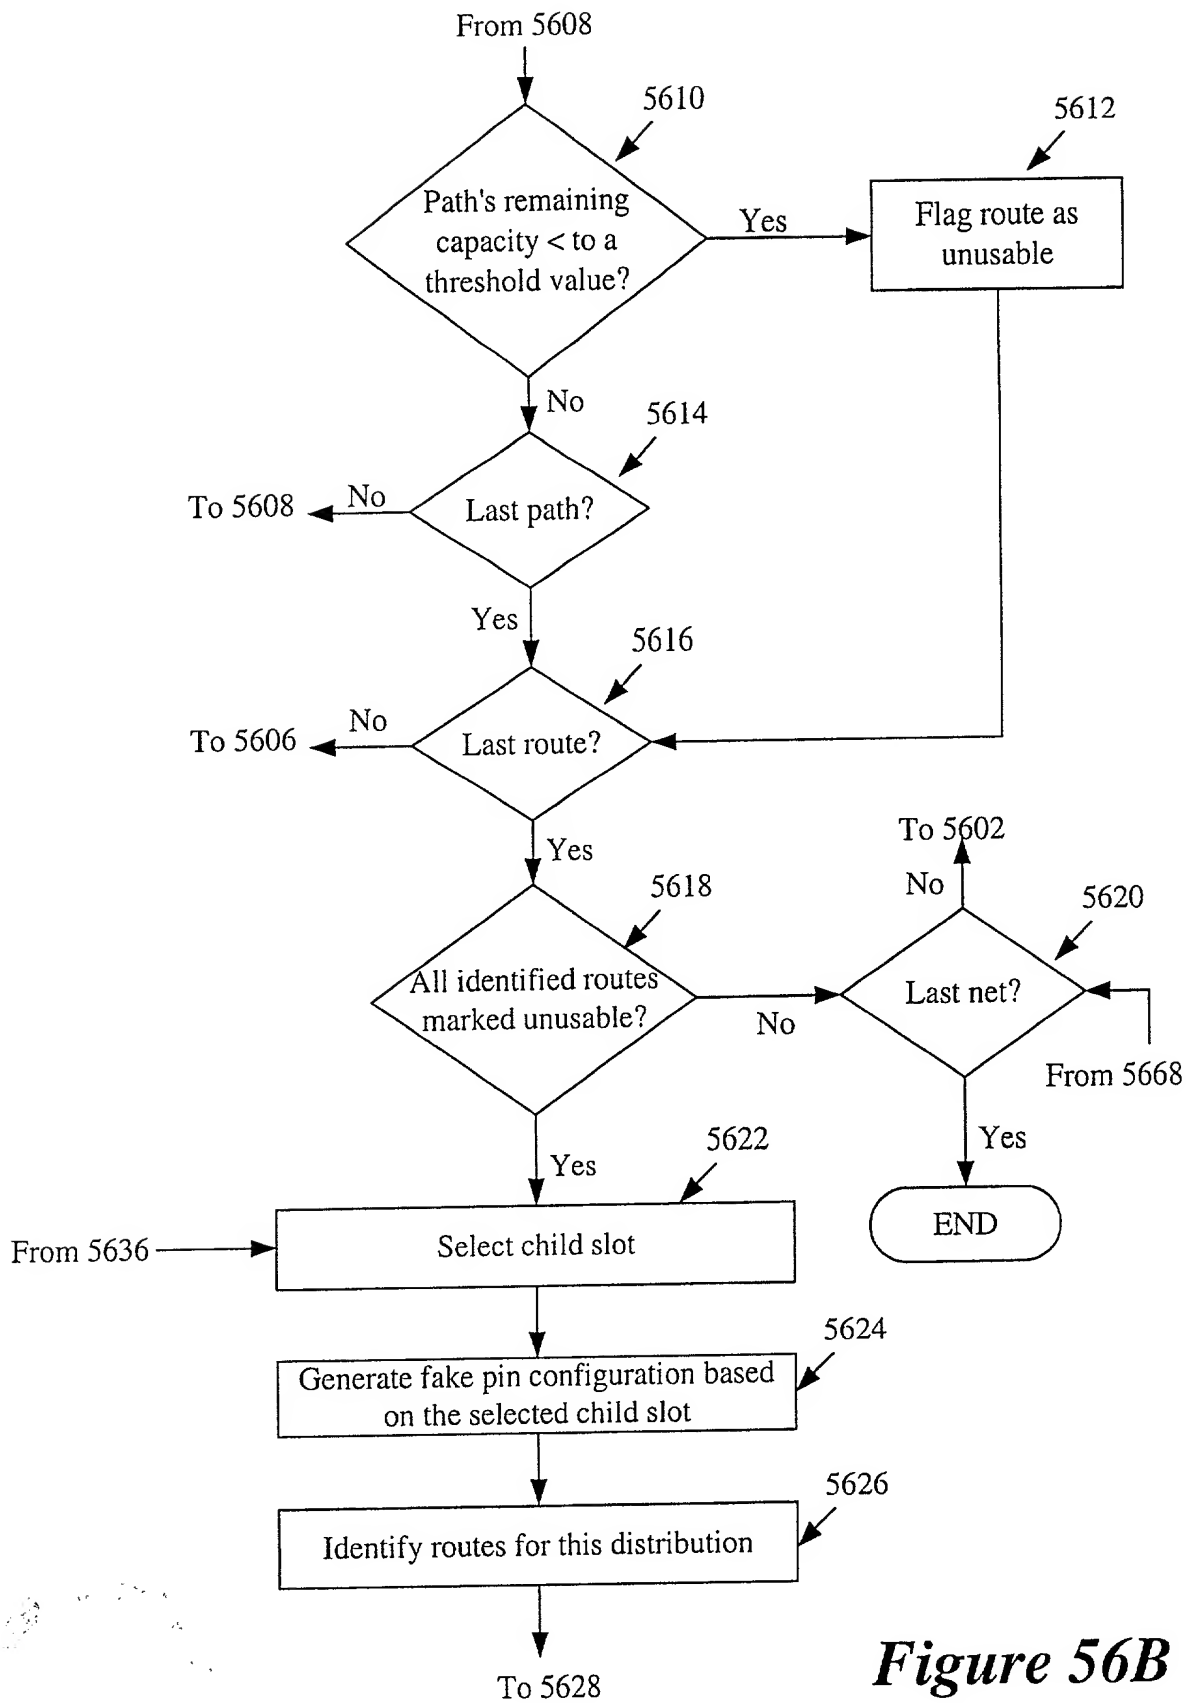 From 5608
5610
5612
Path's remaining
capacity < to a
threshold value?
Yes
Flag route as
unusable
No
5614
To 5608
No
Last path?
Yes
5616
To 5606
No
Last route?
Yes
To 5602
No
5618
5620
All identified routes
marked unusable?
No
Last net?
From 5668
Yes
Yes
5622
END
From 5636
Select child slot
5624
Generate fake pin configuration based
on the selected child slot
5626
Identify routes for this distribution
To 5628
Figure 56B